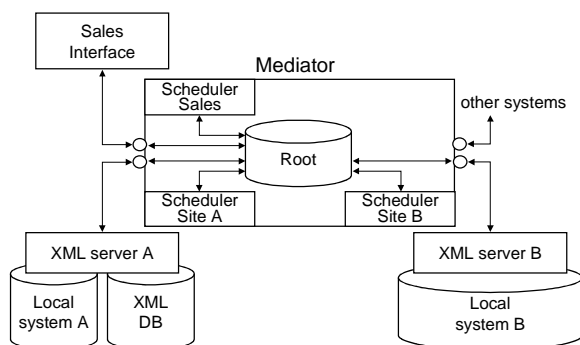 Sales
Interface
Mediator
Scheduler
Sales
other systems
Root
Scheduler
Site A
Scheduler
Site B
XML server A
XML server B
Local
system A
XML
DB
Local
system B